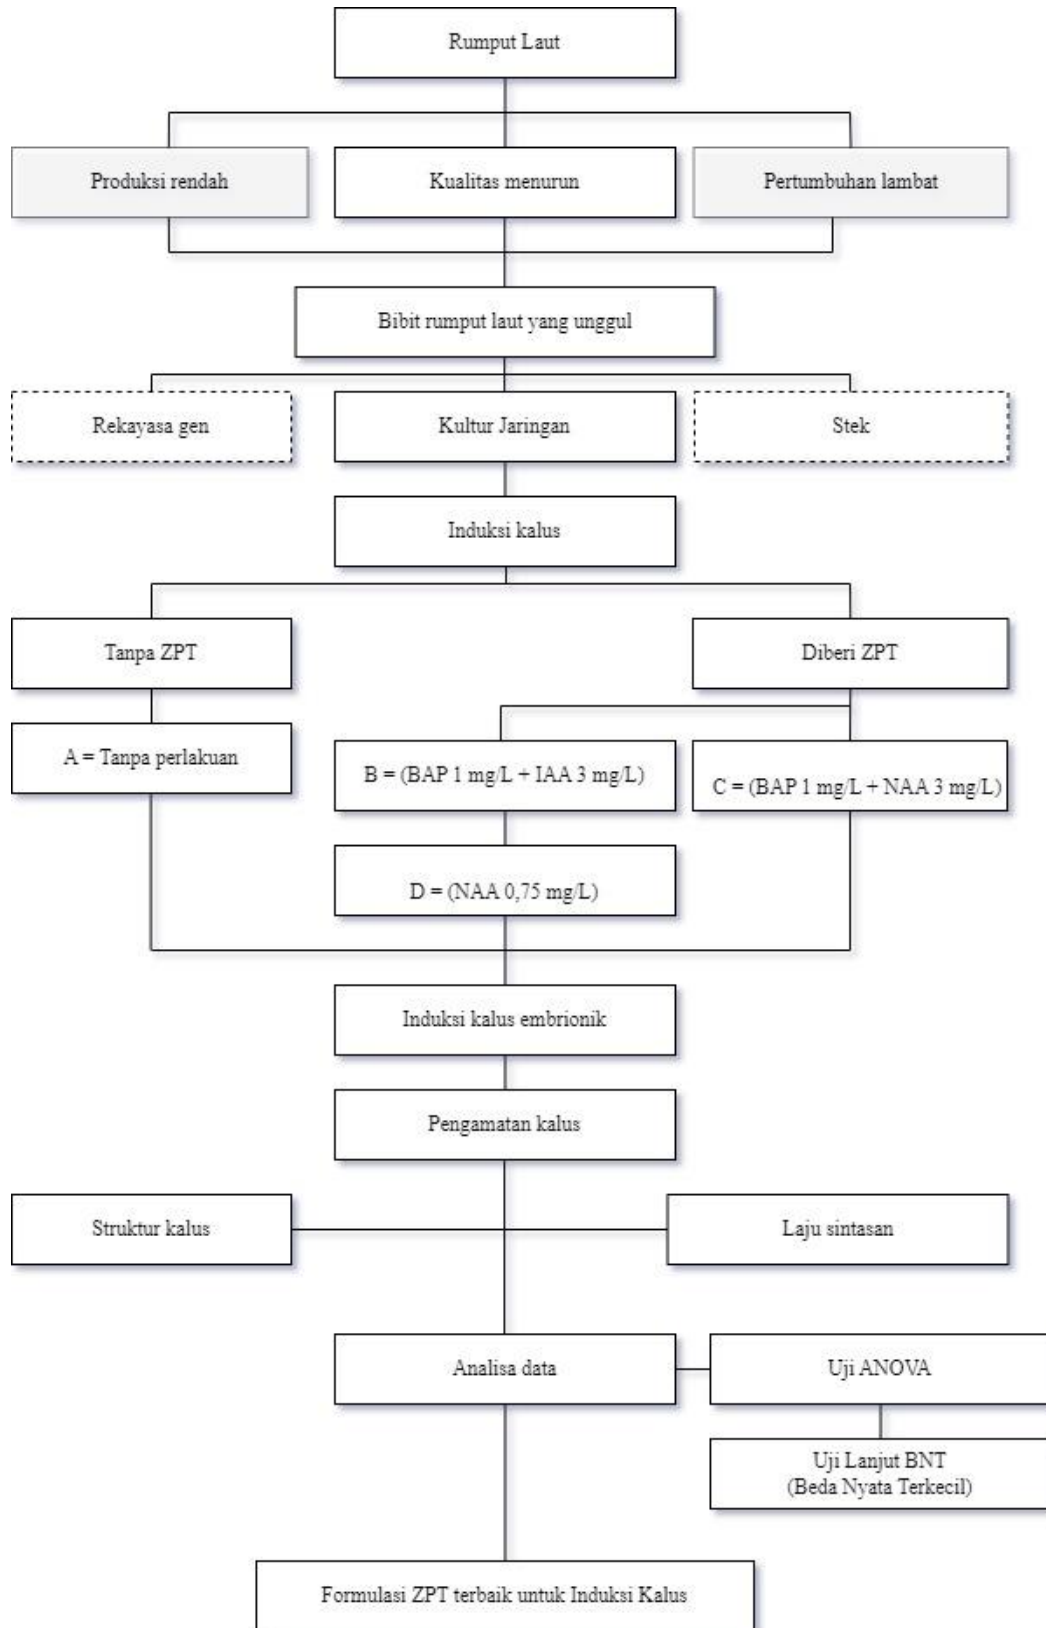 Rumput Laut
Produksi rendah
Kualitas menurun
Pertumbuhan lambat
Bibit rumput laut yang unggul
Rekayasa gen
Kultur Jaringan
Stek
Induksi kalus
Tanpa ZPT
Diberi ZPT
A = Tanpa perlakuan
B = (BAP 1 mg/L + IAA 3 mg/L)
C = (BAP 1 mg/L + NAA 3 mg/L)
D = (NAA 0,75 mg/L)
Induksi kalus embrionik
Pengamatan kalus
Struktur kalus
Laju sintasan
Analisa data
Uji ANOVA
Uji Lanjut BNT
(Beda Nyata Terkecil)
Formulasi ZPT terbaik untuk Induksi Kalus